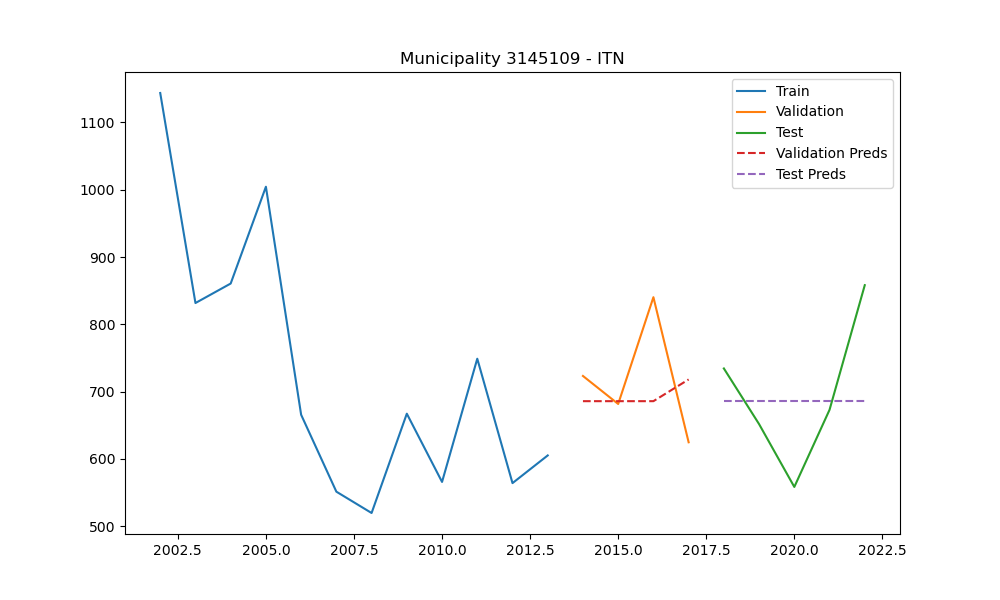 Municipality 3145109 - ITN
Train
Validation
Test
Validation Preds
Test Preds
1100
1000
900
800
700
600
500
2002.5 2005.0 2007.5 2010.0 2012.5 2015.0 2017.5 2020.0 2022.5